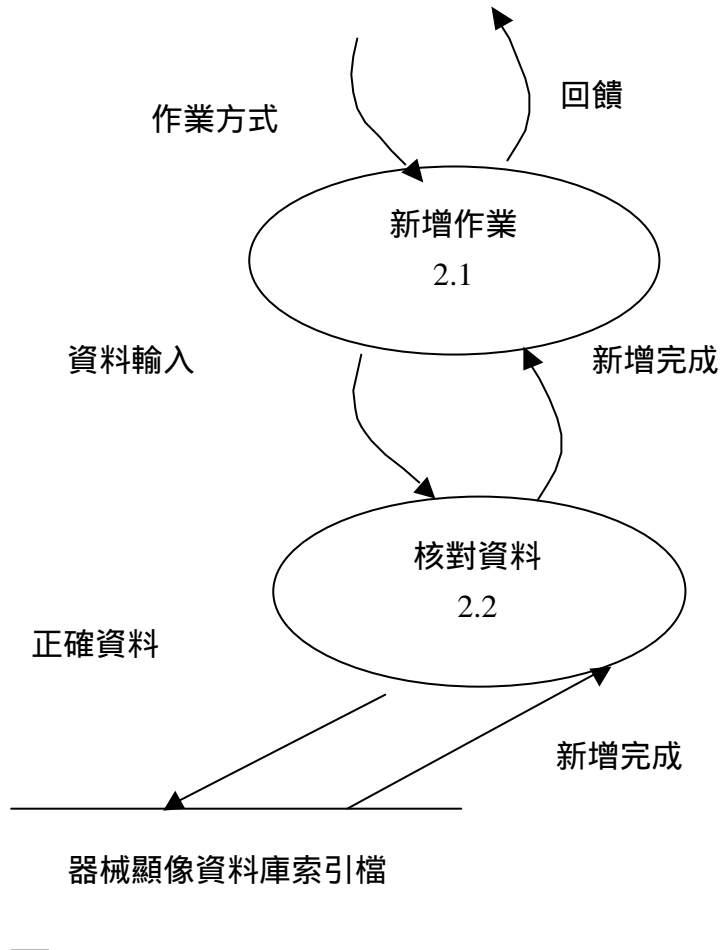 回饋
作業方式
新增作業
2.1
資料輸入
新增完成
核對資料
2.2
正確資料
新增完成
器械顯像資料庫索引檔